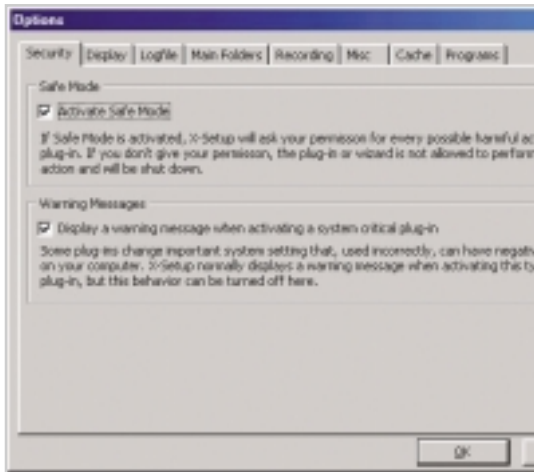 Options
Security Display Logfile Main Folders Recording Misc Cache Programs
Safe Mode
Activate Safe Mode
If Safe Mode is activated, X-Setup will ask your permisson for every possible harmful ac
plug-in. If you don't give your permisson, the plug-in or wizard is not allowed to perform
action and will be shut down.
Warning Messages
Display a warning message when activating a system critical plug-in
Some plug-ins change important system setting that, used incorrectly, can have negativ
on your computer. X-Setup normally displays a warning message when activating this ty
plug-in, but this behavior can be turned off here.
OK